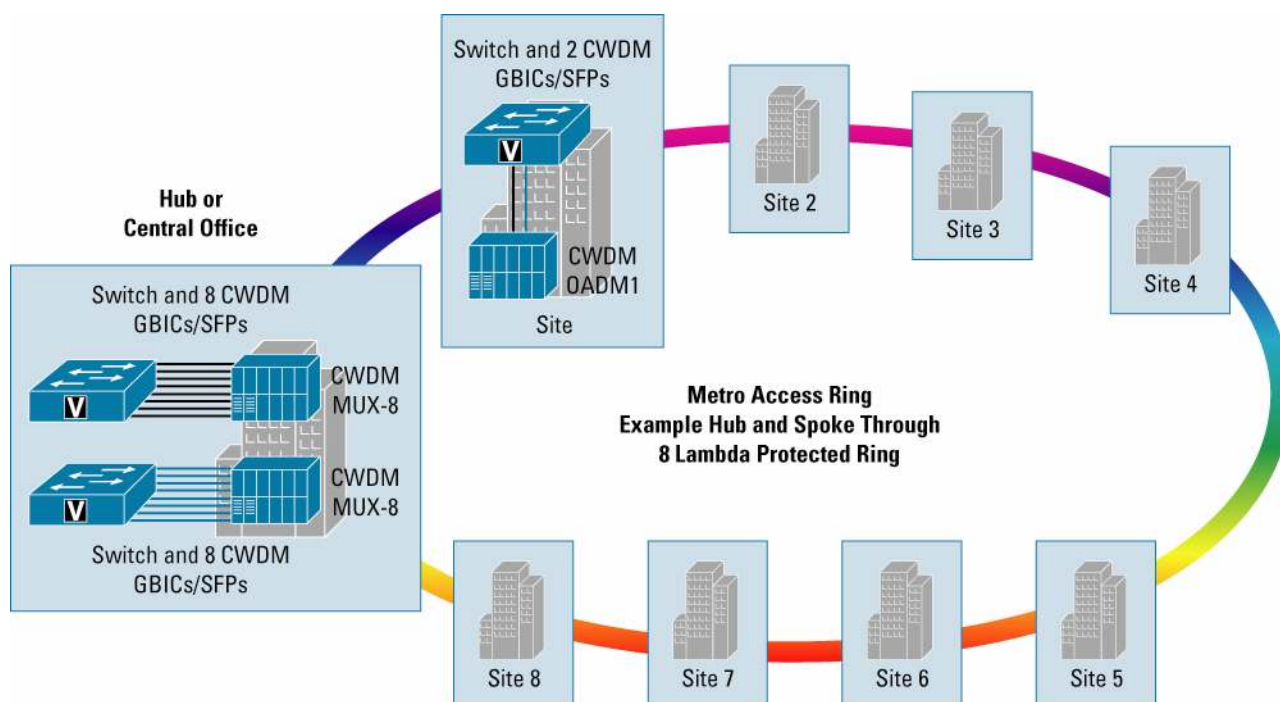 Switch and 2 CWDM
GBICs/SFPs
V
CWDM
OADM1
Site
Site 2
Site 3
Site 4
Hub or
Central Office
Switch and 8 CWDM
GBICs/SFPs
V
CWDM
MUX-8
V
CWDM
MUX-8
Switch and 8 CWDM
GBICs/SFPs
Metro Access Ring
Example Hub and Spoke Through
8 Lambda Protected Ring
Site 8
Site 7
Site 6
Site 5